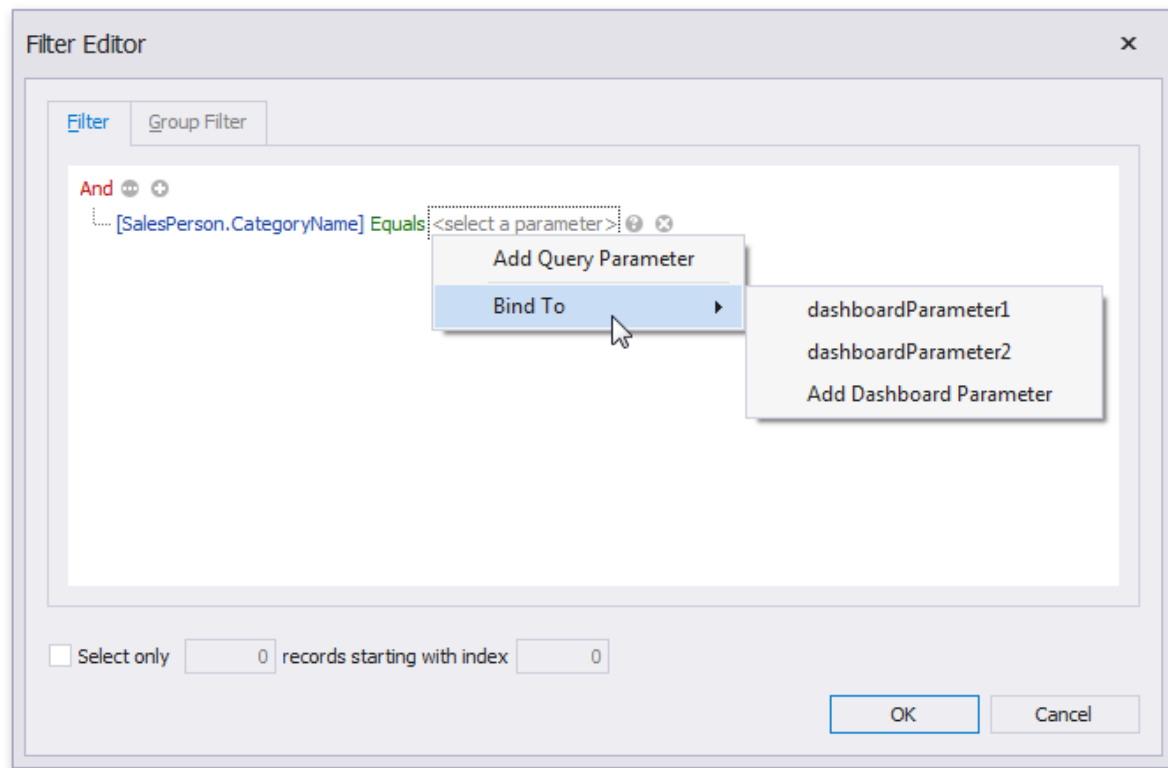 Filter Editor
Filter
Group Filter
And
[SalesPerson.CategoryName] Equals <select a parameter>
Add Query Parameter
Bind To
dashboardParameter1
dashboardParameter2
Add Dashboard Parameter
Select only 0 records starting with index 0
OK
Cancel